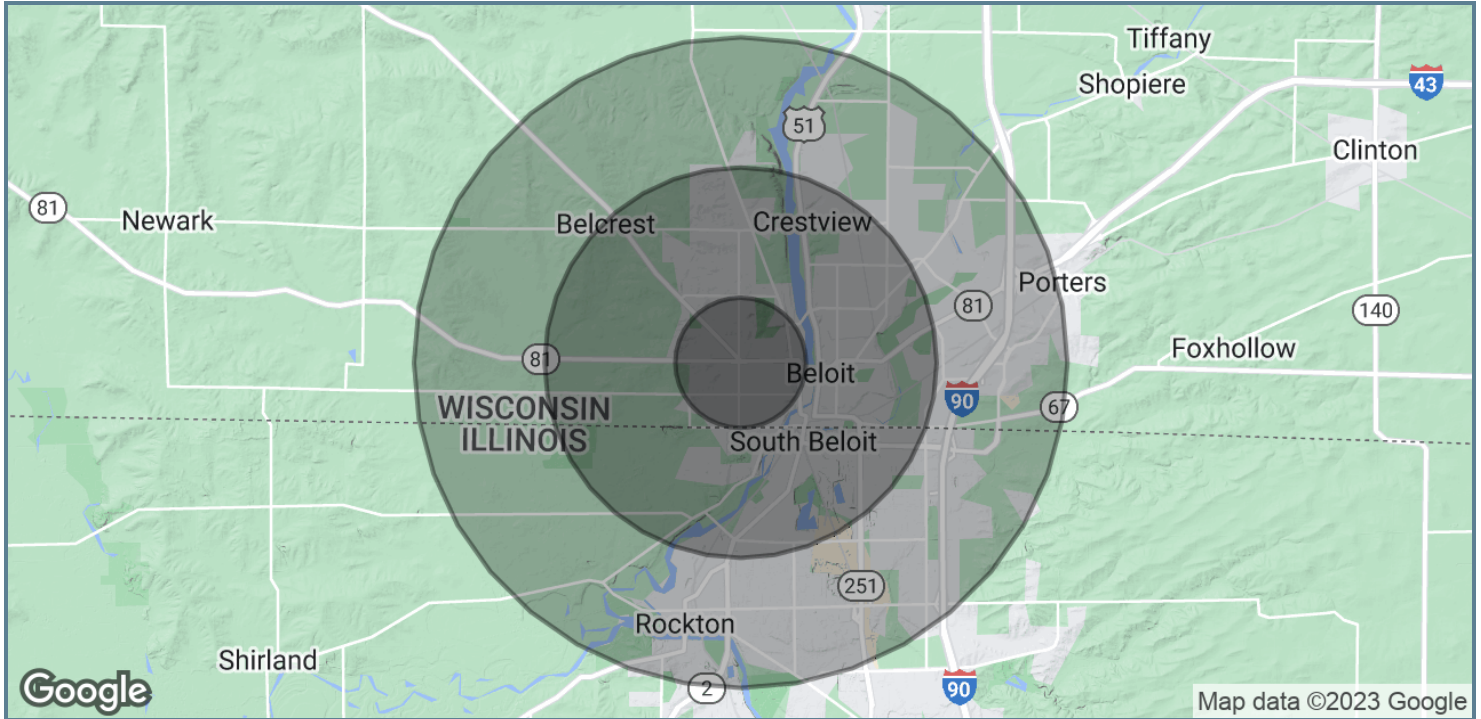 Tiffany
Shopiere
43
51
Clinton
81
Newark
Belcrest
Crestview
Porters
81
140
Foxhollow
81
Beloit
90
67
WISCONSIN
ILLINOIS
South Beloit
251
Rockton
Shirland
2
90
Google
Map data ©2023 Google